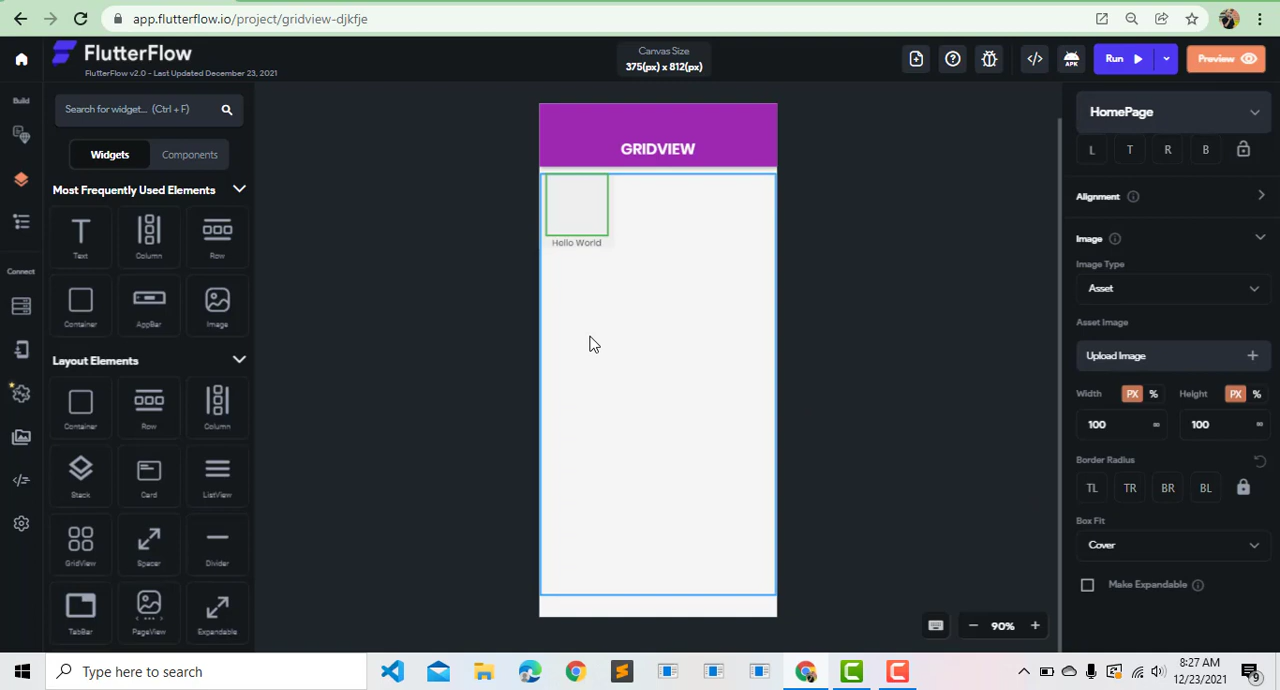 app.flutterflow.io/project/gridview-djkfje
FlutterFlow
FlutterFlow v2.0 - Last Updated December 23, 2021
Canvas Size
375(px) x 812(px)
</>
APK
Run
Preview
Build
Search for widget... (Ctrl + F)
Widgets
Components
Most Frequently Used Elements
Text
Column
Row
Container
AppBar
Image
Connect
Layout Elements
Container
Row
Column
Stack
Card
ListView
GridView
Spacer
Divider
TabBar
PageView
Expandable
GRIDVIEW
Hello World
90%
HomePage
L
T
R
B
Alignment
Image
Image Type
Asset
Asset Image
Upload Image
Width
PX
%
Height
PX
%
100
∞
100
∞
Border Radius
TL
TR
BR
BL
Box Fit
Cover
Make Expandable
Type here to search
8:27 AM
12/23/2021
9